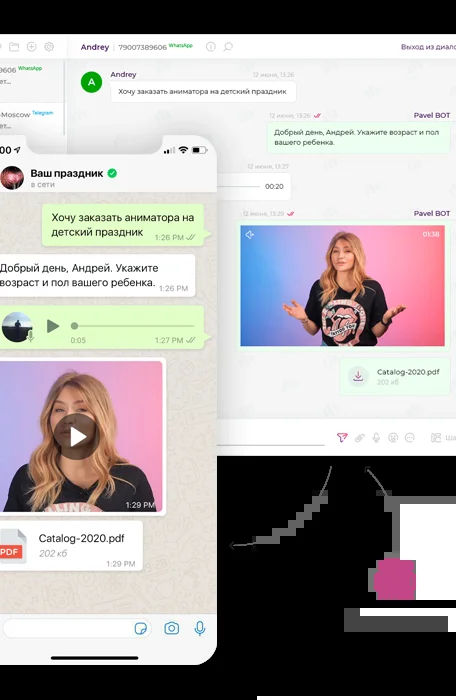 Andrey
79007389606 WhatsApp
Выход из диало
9606 WhatsApp
ет...
Andrey
12 июня, 13:26
A
Хочу заказать аниматора на детский праздник
-Moscow Telegram
ет...
12 июня, 13:26
Pavel BOT
Добрый день, Андрей. Укажите возраст и пол
вашего ребенка.
12 июня, 13:27
00:20
12 июня, 13:29
Pavel BOT
01:38
Catalog-2020.pdf
202 кб
:00
Ваш праздник
в сети
Хочу заказать аниматора на
детский праздник
1:26 PM
Добрый день, Андрей. Укажите
возраст и пол вашего ребенка.
1:26 PM
0:05
1:27 PM
1:29 PM
PDF
Catalog-2020.pdf
202 кб
1:29 PM